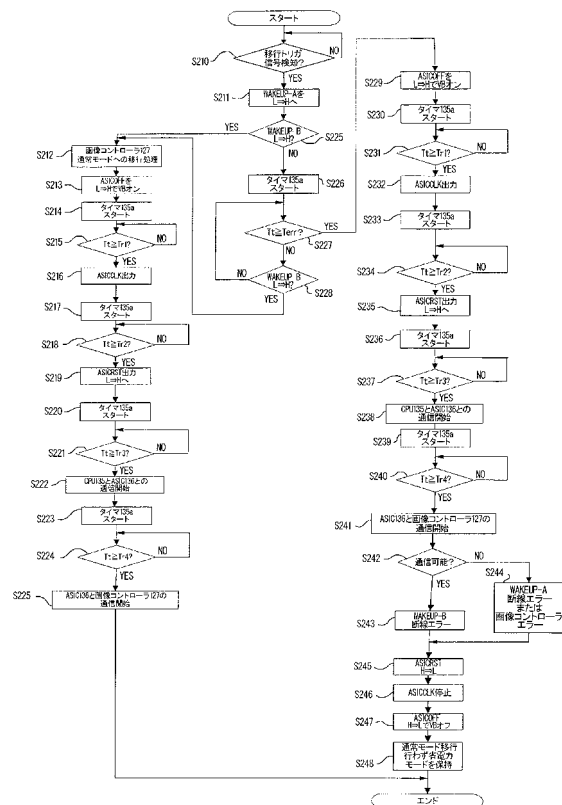 スタート
移行トリガ
信号検知?
NO
S210
YES
WAKEUP-Aを
L⇒Hへ
S211
WAKEUP-B
L⇒H?
YES
S225
NO
タイマ135a
スタート
S226
Tt≧Terr?
YES
S227
NO
WAKEUP-B
L⇒H?
NO
S228
YES
S212
画像コントローラ127
通常モードへの移行処理
S213
ASICOFFを
L⇒HでVBオン
S214
タイマ135a
スタート
S215
Tt≧Tr1?
NO
YES
S216
ASICCLK出力
S217
タイマ135a
スタート
S218
Tt≧Tr2?
NO
YES
S219
ASICRST出力
L⇒Hへ
S220
タイマ135a
スタート
S221
Tt≧Tr3?
NO
YES
S222
CPU135とASIC136との
通信開始
S223
タイマ135a
スタート
S224
Tt≧Tr4?
NO
YES
S225
ASIC136と画像コントローラ127の
通信開始
S229
ASICOFFを
L⇒HでVBオン
S230
タイマ135a
スタート
S231
Tt≧Tr1?
NO
YES
S232
ASICCLK出力
S233
タイマ135a
スタート
S234
Tt≧Tr2?
NO
YES
S235
ASICRST出力
L⇒Hへ
S236
タイマ135a
スタート
S237
Tt≧Tr3?
NO
YES
S238
CPU135とASIC136との
通信開始
S239
タイマ135a
スタート
S240
Tt≧Tr4?
NO
YES
S241
ASIC136と画像コントローラ127の
通信開始
S242
通信可能?
NO
YES
S244
WAKEUP-A
断線エラー
または
画像コントローラ
エラー
S243
WAKEUP-B
断線エラー
S245
ASICRST
H⇒L
S246
ASICCLK停止
S247
ASICOFF
H⇒LでVBオフ
S248
通常モード移行
行わず省電力
モードを保持
エンド